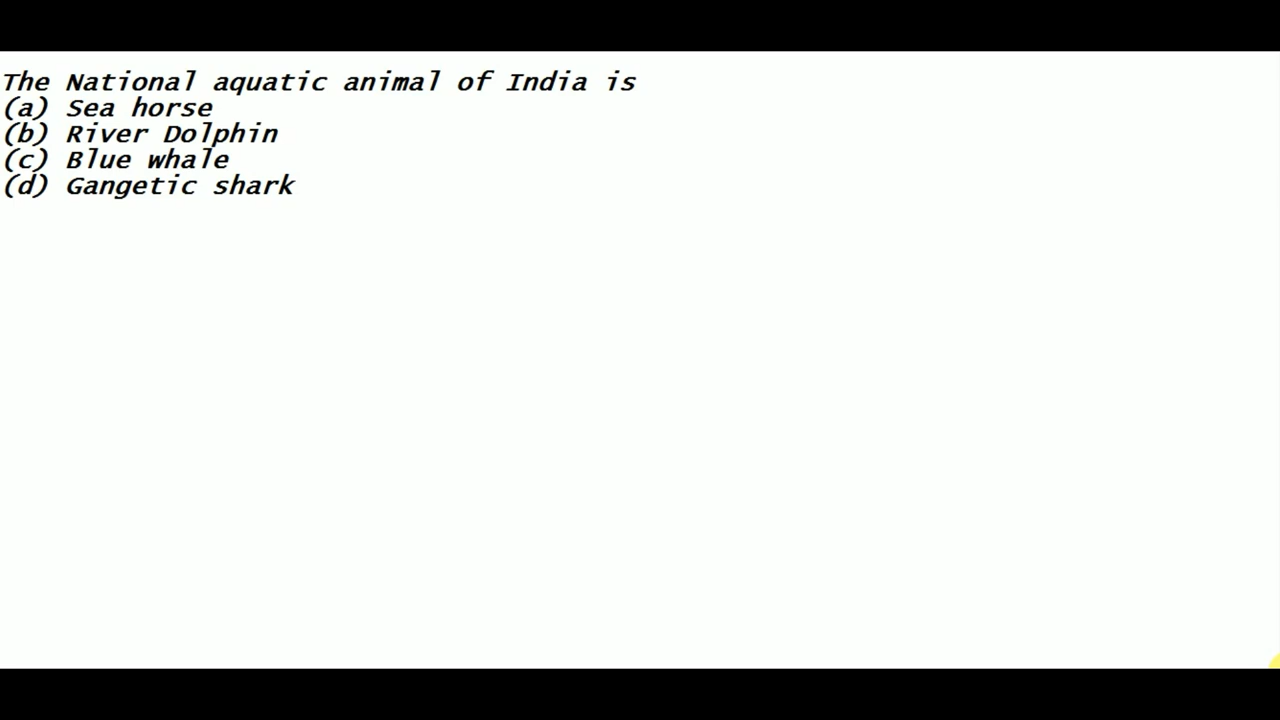 The National aquatic animal of India is
(a) Sea horse
(b) River Dolphin
(c) Blue whale
(d) Gangetic shark